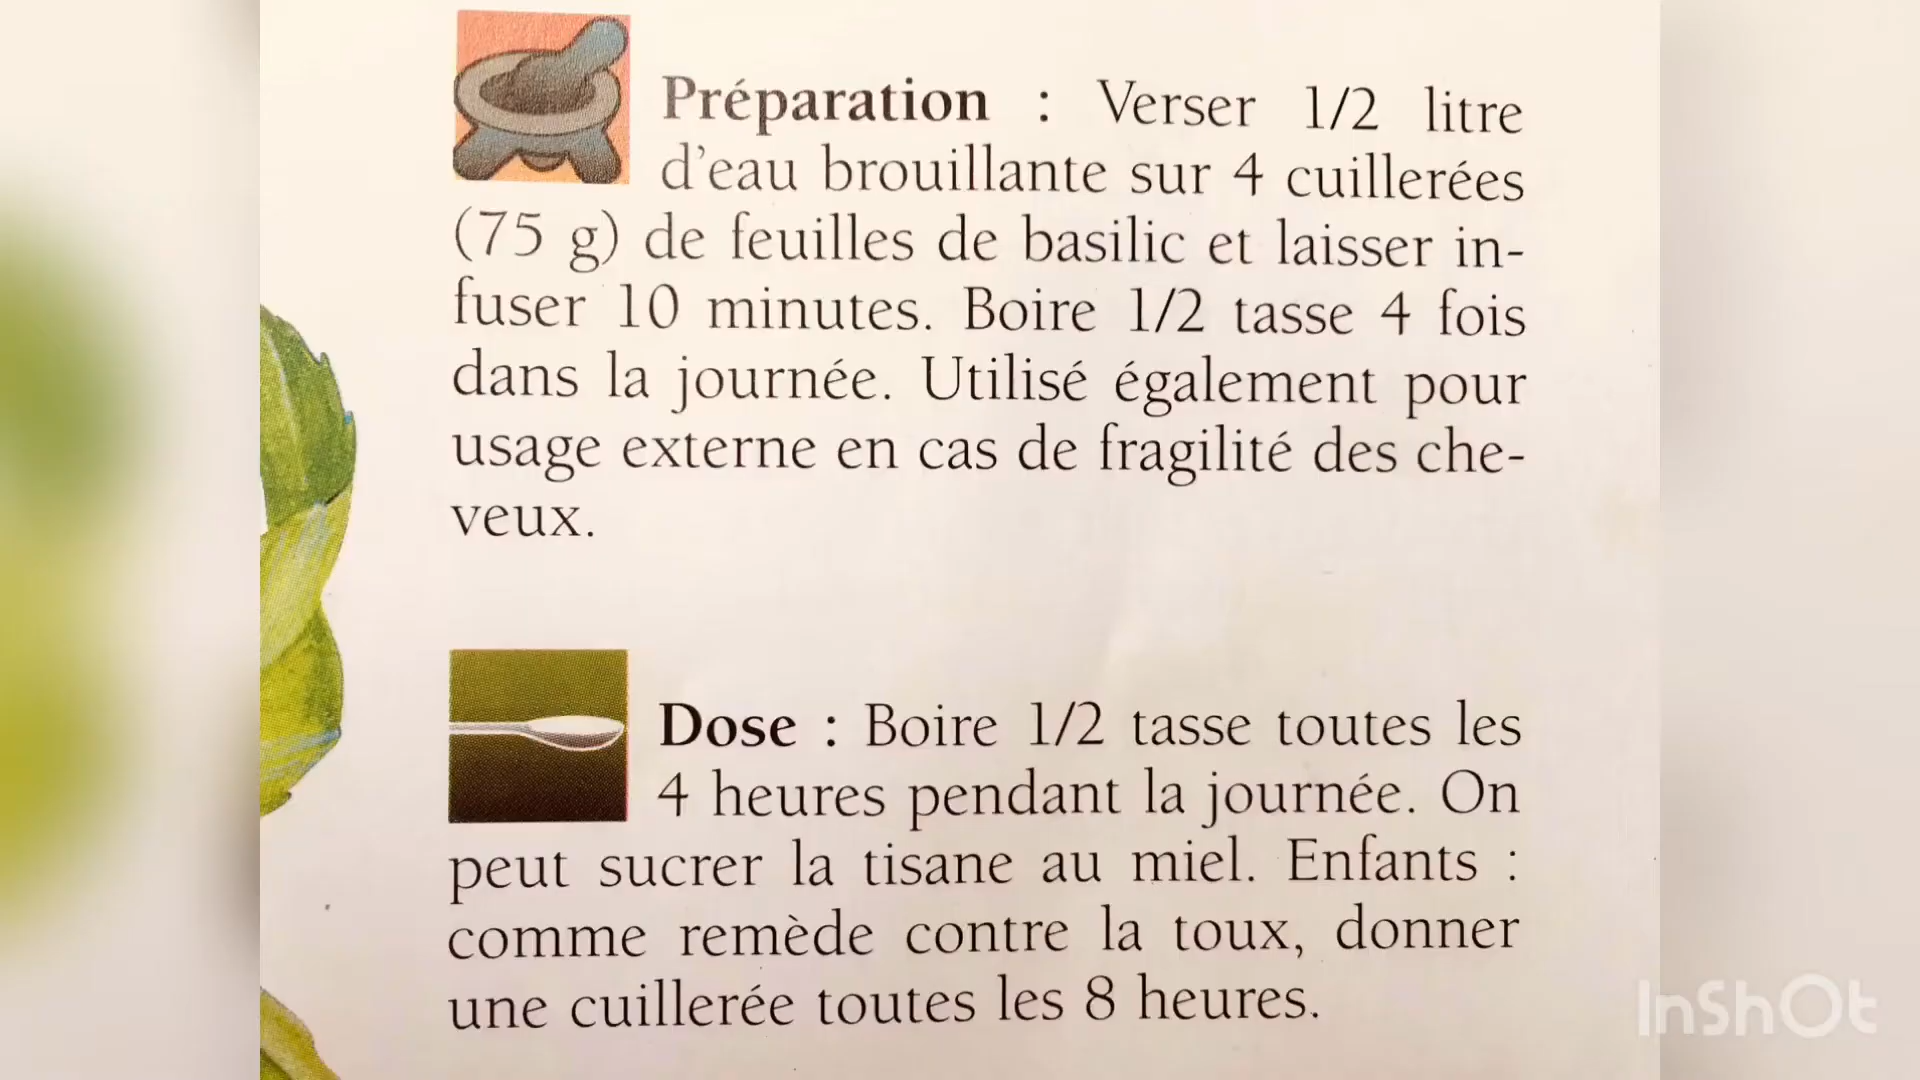 Préparation : Verser 1/2 litre
d'eau brouillante sur 4 cuillerées
(75 g) de feuilles de basilic et laisser in-
fuser 10 minutes. Boire 1/2 tasse 4 fois
dans la journée. Utilisé également pour
usage externe en cas de fragilité des che-
veux.
Dose : Boire 1/2 tasse toutes les
4 heures pendant la journée. On
peut sucrer la tisane au miel. Enfants :
comme remède contre la toux, donner
une cuillerée toutes les 8 heures.
InShOt